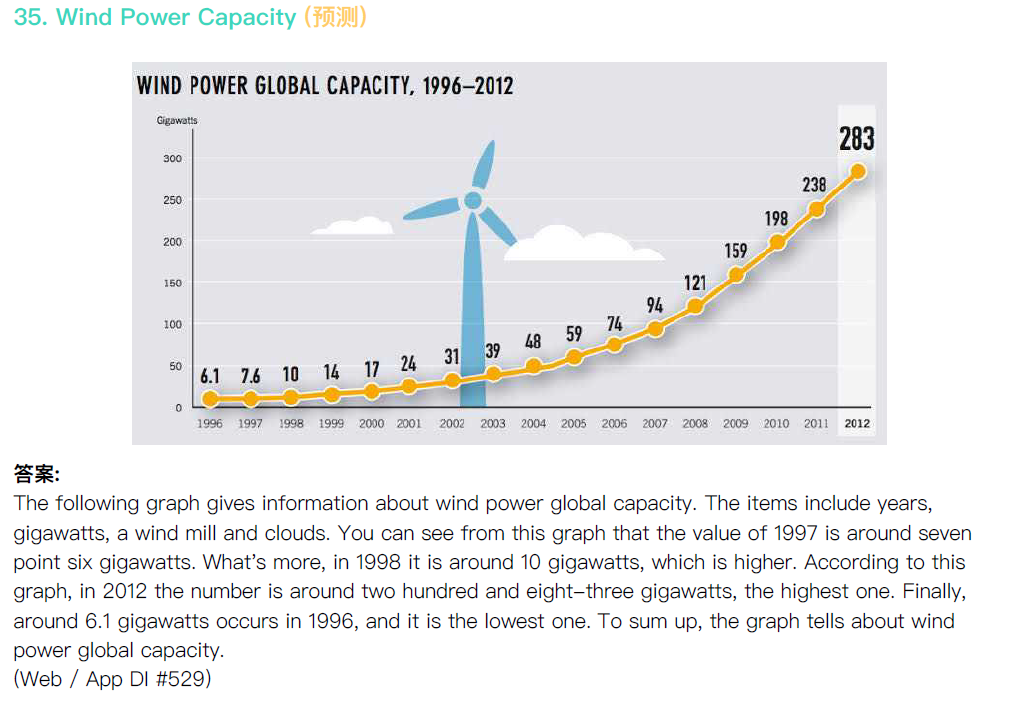 35. Wind Power Capacity (预测)
WIND POWER GLOBAL CAPACITY, 1996–2012
Gigawatts
283
300
238
250
198
200
159
150
121
94
100
74
59
48
39
50
31
24
17
14
10
7.6
6.1
0
1996 1997 1998 1999 2000 2001 2002 2003 2004 2005 2006 2007 2008 2009 2010 2011 2012
答案:
The following graph gives information about wind power global capacity. The items include years,
gigawatts, a wind mill and clouds. You can see from this graph that the value of 1997 is around seven
point six gigawatts. What's more, in 1998 it is around 10 gigawatts, which is higher. According to this
graph, in 2012 the number is around two hundred and eight-three gigawatts, the highest one. Finally,
around 6.1 gigawatts occurs in 1996, and it is the lowest one. To sum up, the graph tells about wind
power global capacity.
(Web / App DI #529)